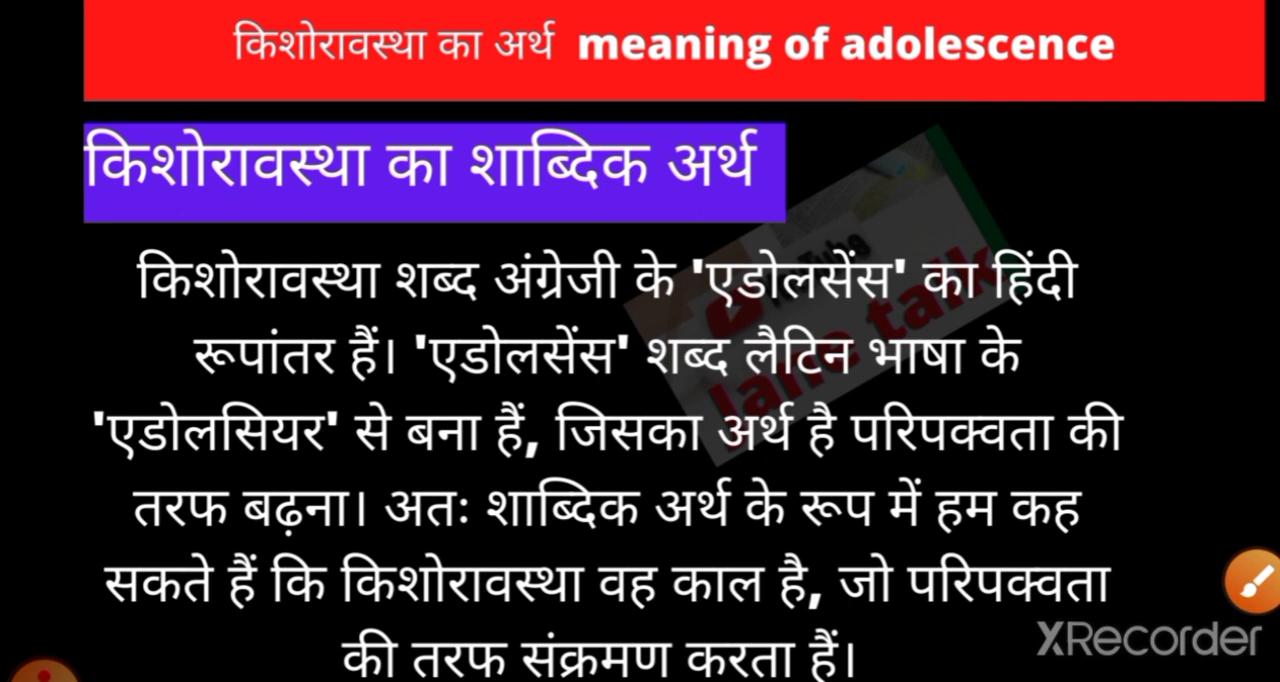 किशोरावस्था का अर्थ meaning of adolescence
किशोरावस्था का शाब्दिक अर्थ
किशोरावस्था शब्द अंग्रेजी के 'एडोलसेंस' का हिंदी
रूपांतर हैं। 'एडोलसेंस' शब्द लैटिन भाषा के
'एडोलसियर' से बना हैं, जिसका अर्थ है परिपक्वता की
तरफ बढ़ना। अतः शाब्दिक अर्थ के रूप में हम कह
सकते हैं कि किशोरावस्था वह काल है, जो परिपक्वता
की तरफ संक्रमण करता हैं।
talk
XRecorder